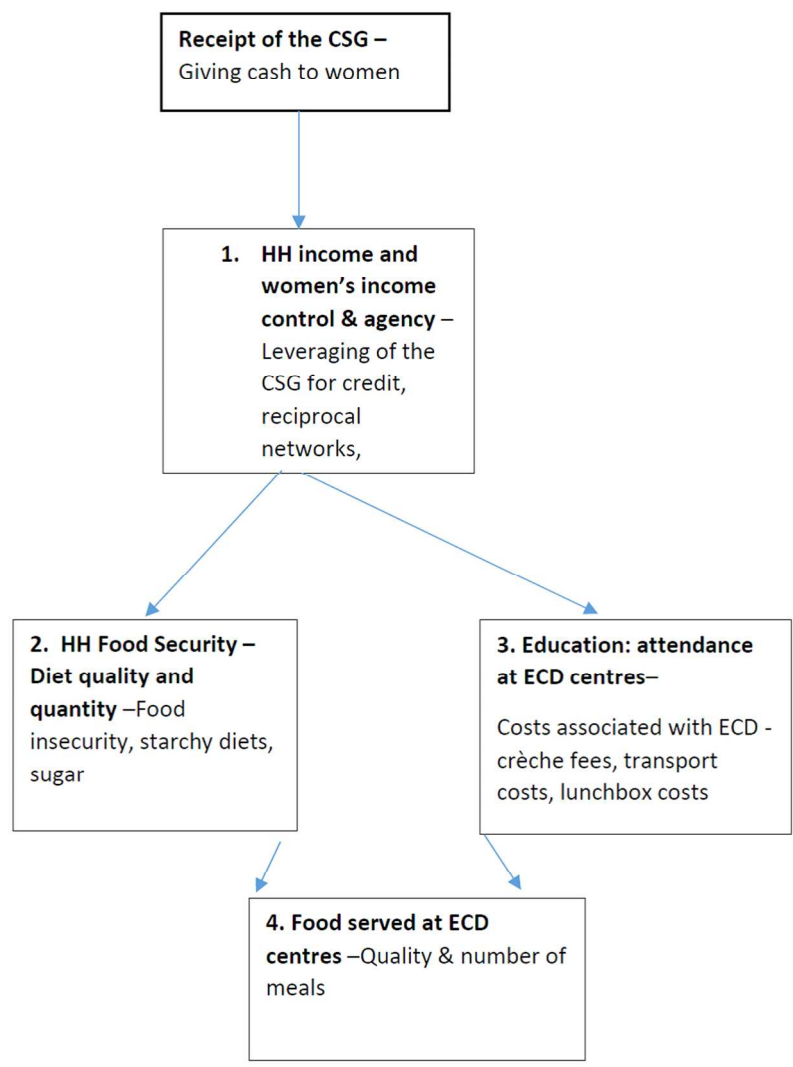 Receipt of the CSG –
Giving cash to women
1. HH income and
women’s income
control & agency –
Leveraging of the
CSG for credit,
reciprocal
networks,
2. HH Food Security –
Diet quality and
quantity –Food
insecurity, starchy diets,
sugar
3. Education: attendance
at ECD centres–
Costs associated with ECD -
crèche fees, transport
costs, lunchbox costs
4. Food served at ECD
centres –Quality & number of
meals